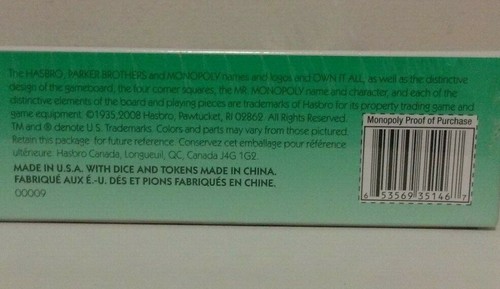 The HASBRO, PARKER BROTHERS and MONOPOLY names and logos and OWN IT ALL, as well as the distinctive
design of the gameboard, the four corner squares, the MR. MONOPOLY name and character, and each of the
distinctive elements of the board and playing pieces are trademarks of Hasbro for its property trading game and
game equipment. ©1935, 2008 Hasbro, Pawtucket, RI 02862. All Rights Reserved.
TM and ® denote U.S. Trademarks. Colors and parts may vary from those pictured.
Retain this package for future reference. Conservez cet emballage pour référence
ultérieure. Hasbro Canada, Longueuil, QC, Canada J4G 1G2.
MADE IN U.S.A. WITH DICE AND TOKENS MADE IN CHINA.
FABRIQUÉ AUX É.-U. DÉS ET PIONS FABRIQUÉS EN CHINE.
00009
Monopoly Proof of Purchase
6 53569 35146 7